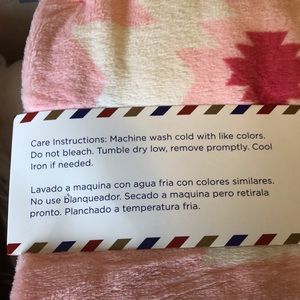 Care Instructions: Machine wash cold with like colors.
Do not bleach. Tumble dry low, remove promptly. Cool
Iron if needed.
Lavado a maquina con agua fria con colores similares.
No use blanqueador. Secado a maquina pero retirala
pronto. Planchado a temperatura fria.